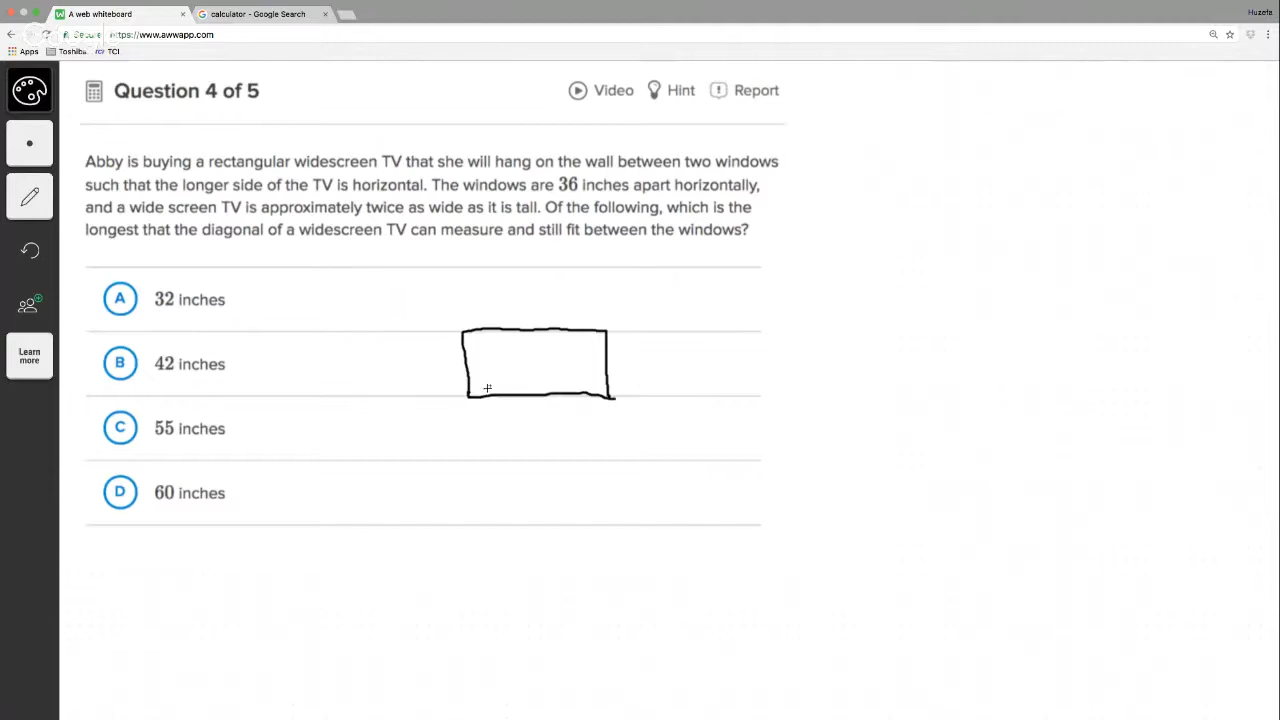 A web whiteboard
calculator - Google Search
Huzefa
Secure
https://www.awwapp.com
Apps
Toshiba
TCI
Question 4 of 5
Video
Hint
Report
Abby is buying a rectangular widescreen TV that she will hang on the wall between two windows
such that the longer side of the TV is horizontal. The windows are 36 inches apart horizontally,
and a wide screen TV is approximately twice as wide as it is tall. Of the following, which is the
longest that the diagonal of a widescreen TV can measure and still fit between the windows?
A 32 inches
B 42 inches
C 55 inches
D 60 inches
Learn
more